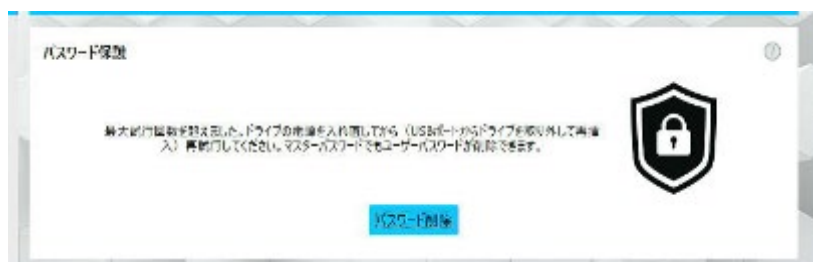 パスワード保護
最大試行回数を超えました。ドライブの電源を入れ直してから（USBポートからドライブを取り外して再挿
入）再試行してください。マスターパスワードでもユーザーパスワードが削除できます。
パスワード削除